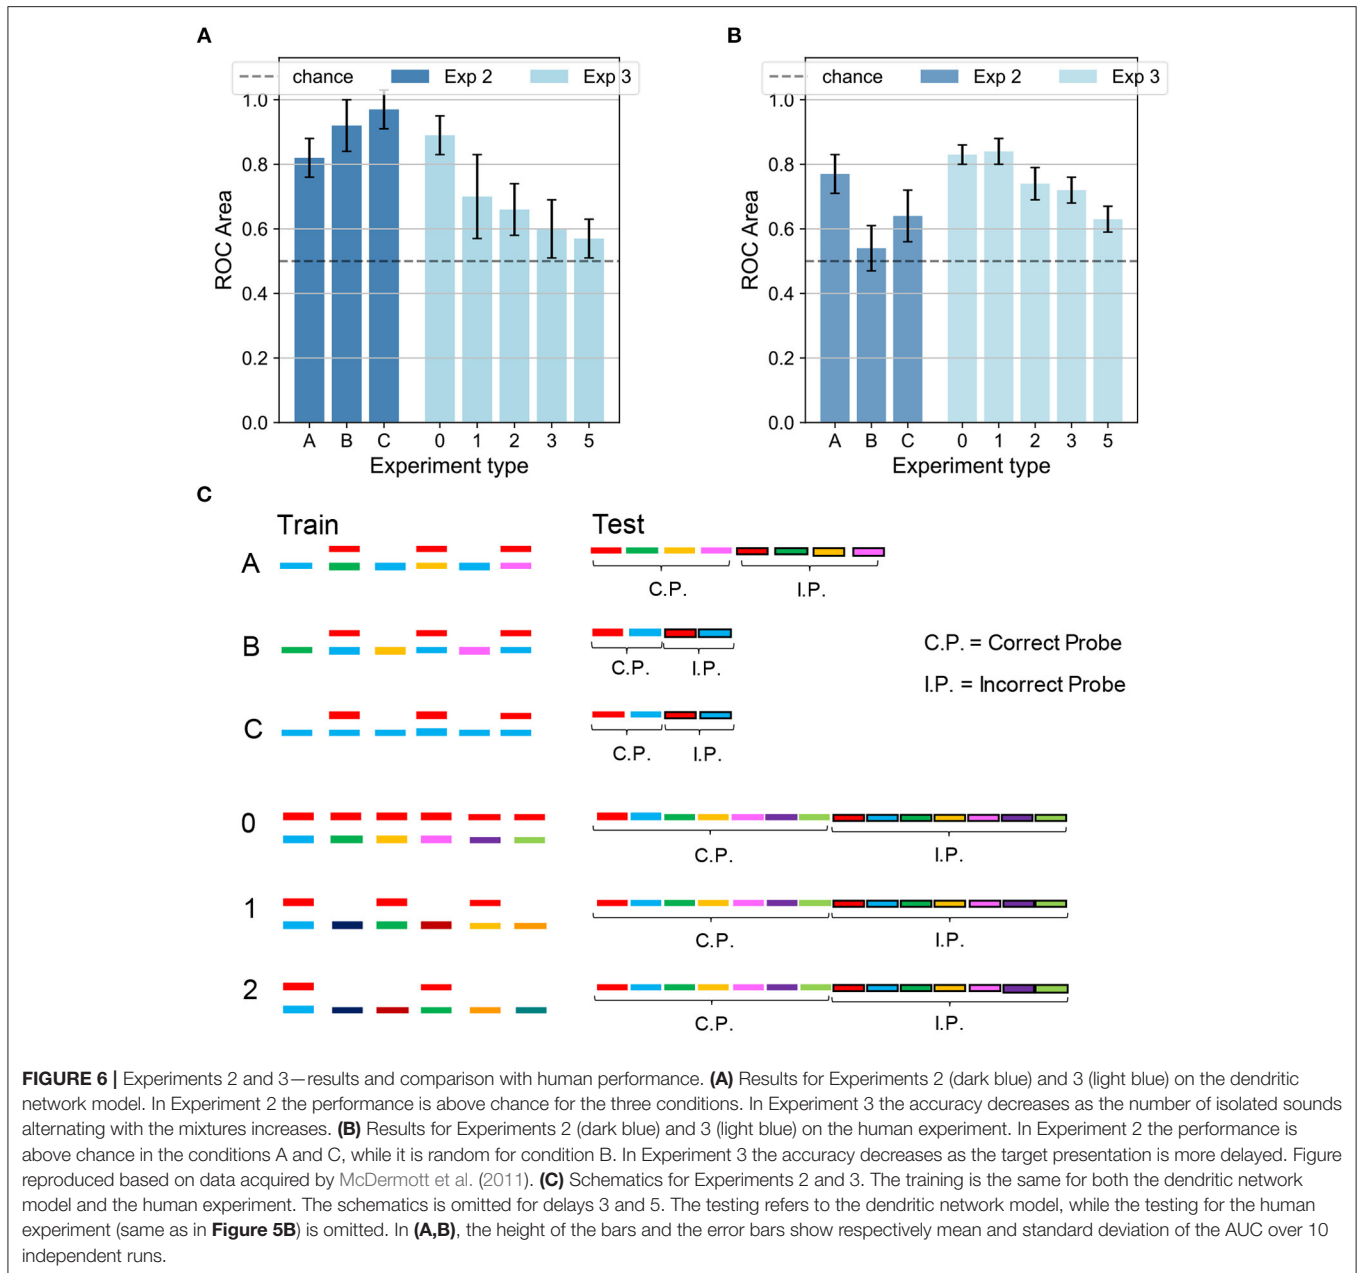 A
B
chance
Exp 2
Exp 3
chance
Exp 2
Exp 3
1.0
0.8
0.6
0.4
0.2
0.0
ROC Area
A B C 0 1 2 3 5
Experiment type
1.0
0.8
0.6
0.4
0.2
0.0
ROC Area
A B C 0 1 2 3 5
Experiment type
C
Train
Test
A
C.P.
I.P.
B
C.P.
I.P.
C.P. = Correct Probe
I.P. = Incorrect Probe
C
C.P.
I.P.
0
C.P.
I.P.
1
C.P.
I.P.
2
C.P.
I.P.
FIGURE 6 | Experiments 2 and 3—results and comparison with human performance. (A) Results for Experiments 2 (dark blue) and 3 (light blue) on the dendritic
network model. In Experiment 2 the performance is above chance for the three conditions. In Experiment 3 the accuracy decreases as the number of isolated sounds
alternating with the mixtures increases. (B) Results for Experiments 2 (dark blue) and 3 (light blue) on the human experiment. In Experiment 2 the performance is
above chance in the conditions A and C, while it is random for condition B. In Experiment 3 the accuracy decreases as the target presentation is more delayed. Figure
reproduced based on data acquired by McDermott et al. (2011). (C) Schematics for Experiments 2 and 3. The training is the same for both the dendritic network
model and the human experiment. The schematics is omitted for delays 3 and 5. The testing refers to the dendritic network model, while the testing for the human
experiment (same as in Figure 5B) is omitted. In (A,B), the height of the bars and the error bars show respectively mean and standard deviation of the AUC over 10
independent runs.